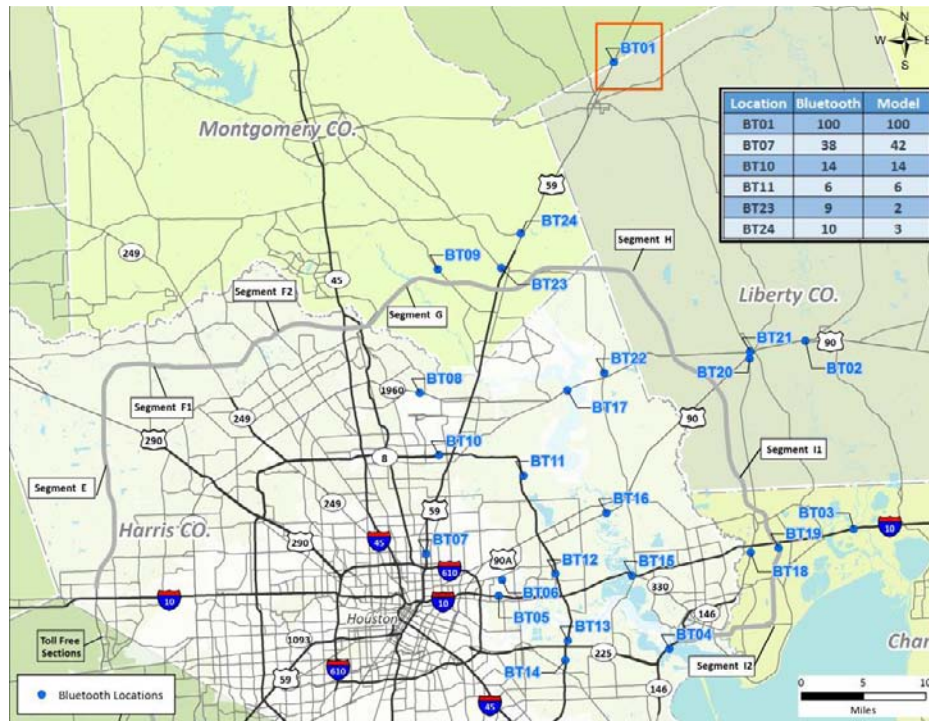 BT01
N
W E
S
Location Bluetooth Model
BT01 100 100
BT07 38 42
BT10 14 14
BT11 6 6
BT23 9 2
BT24 10 3
Montgomery CO.
59
BT24
249
45
BT09
Segment H
BT23
Segment F2
Segment G
Liberty CO.
BT21
90
BT22
BT20
BT02
BT08
1960
BT17
Segment F1
249
90
290
BT10
8
BT11
Segment I1
Segment E
249
59
BT16
BT03
10
Harris CO.
45
290
BT07
90A
BT19
610
BT12
BT15
BT18
10
10
BT06
330
Houston
BT05
146
Toll Free
Sections
1093
BT13
BT04
610
225
Char
BT14
Segment I2
59
146
45
Bluetooth Locations
0 5 10
Miles